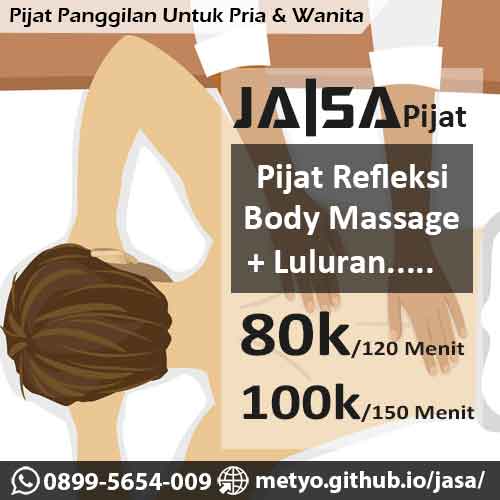 Pijat Panggilan Untuk Pria & Wanita
JA|SA Pijat
Pijat Refleksi
Body Massage
+ Luluran.....
80k/120 Menit
100k/150 Menit
0899-5654-009 metyo.github.io/jasa/